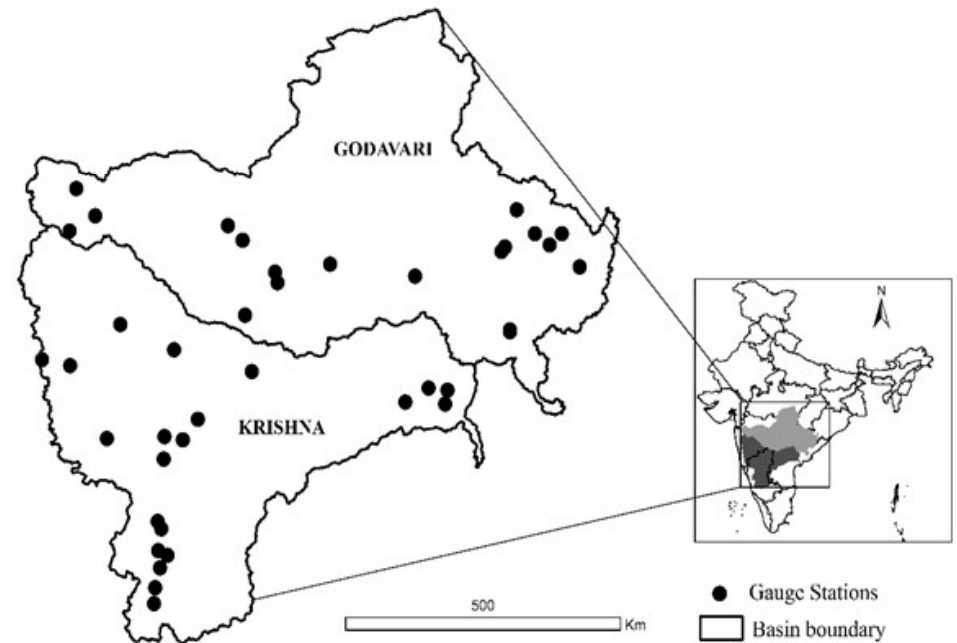 GODAVARI
N
KRISHNA
500
Km
Gauge Stations
Basin boundary